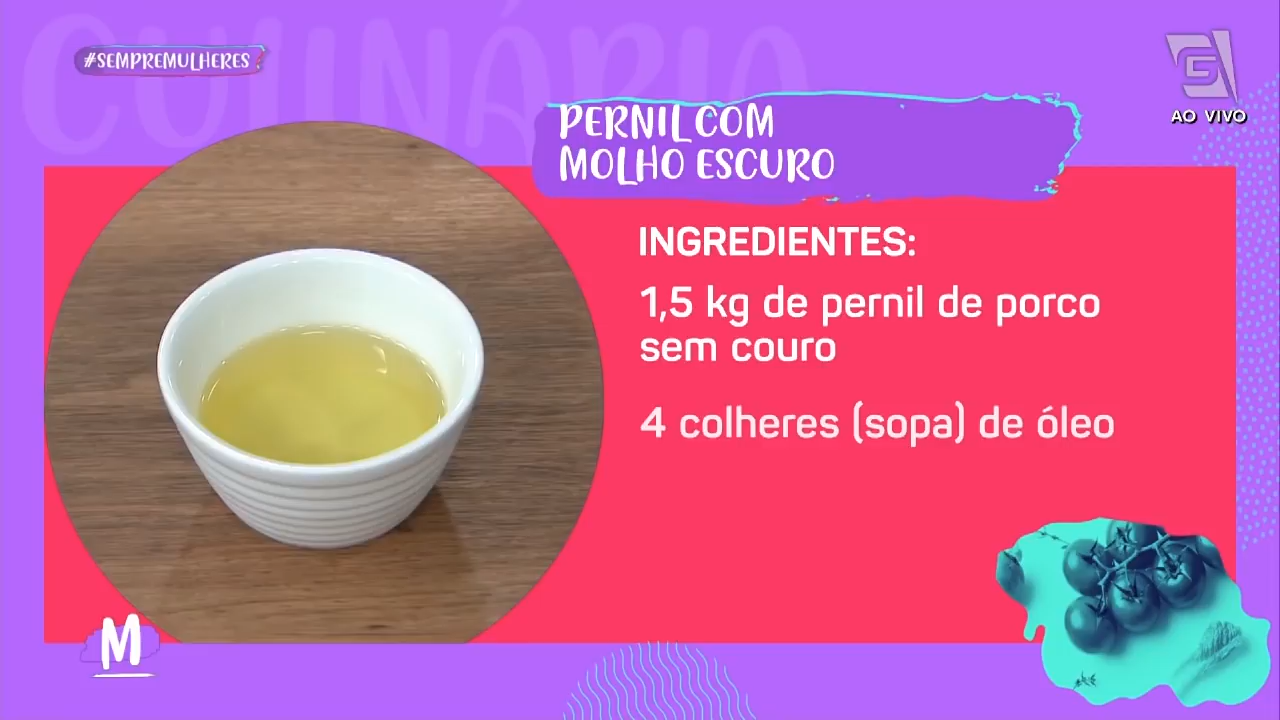 CULINÁRIA
#SEMPREMULHERES
G
AO VIVO
PERNIL COM
MOLHO ESCURO
INGREDIENTES:
1,5 kg de pernil de porco
sem couro
4 colheres (sopa) de óleo
M